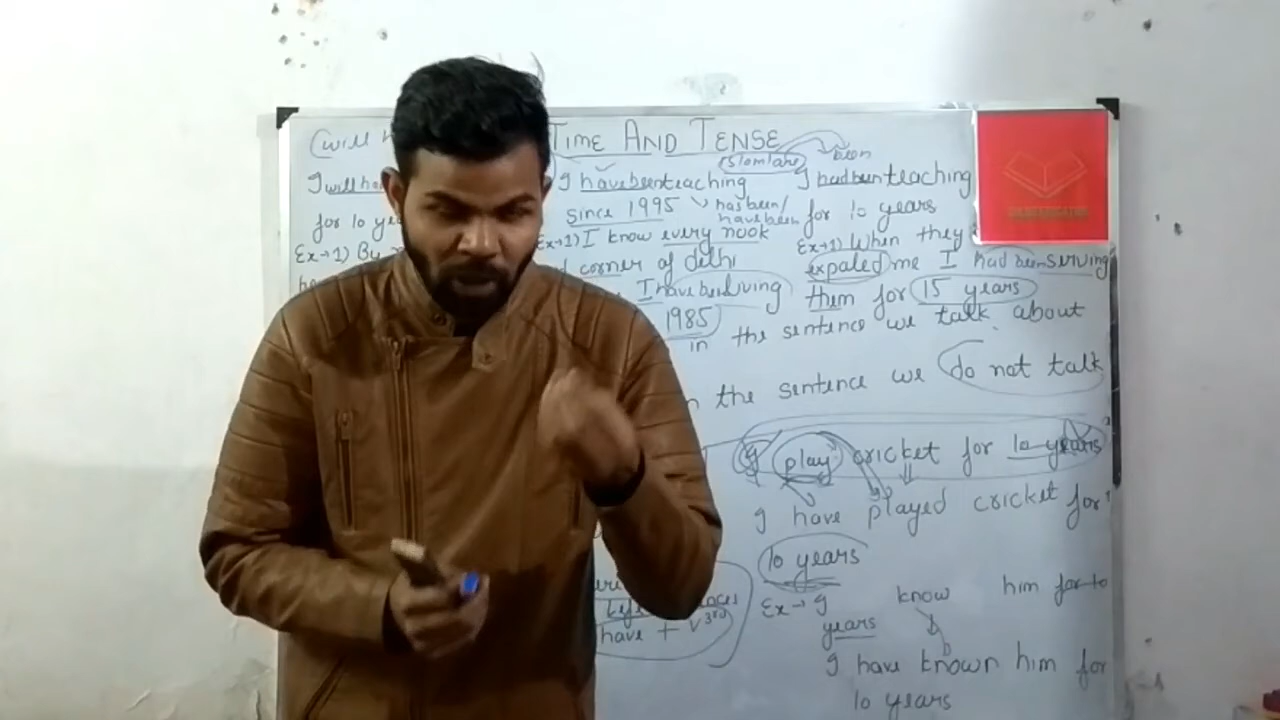 (will
TIME AND TENSE
been
I will ha
for 10 ye
Ex→1) By
he
I have been teaching
since 1995
has been/
have been
Ex→1) I know every nook
corner of delhi
I have been living
1985
I had been teaching
for 10 years
Ex→1) When they
expaled me I had been serving
them for 15 years
in the sentence we talk about
the sentence we do not talk
I play cricket for 10 years
I have played cricket for
10 years
have + V3rd
Ex→ I know him for 10
years
I have known him for
10 years